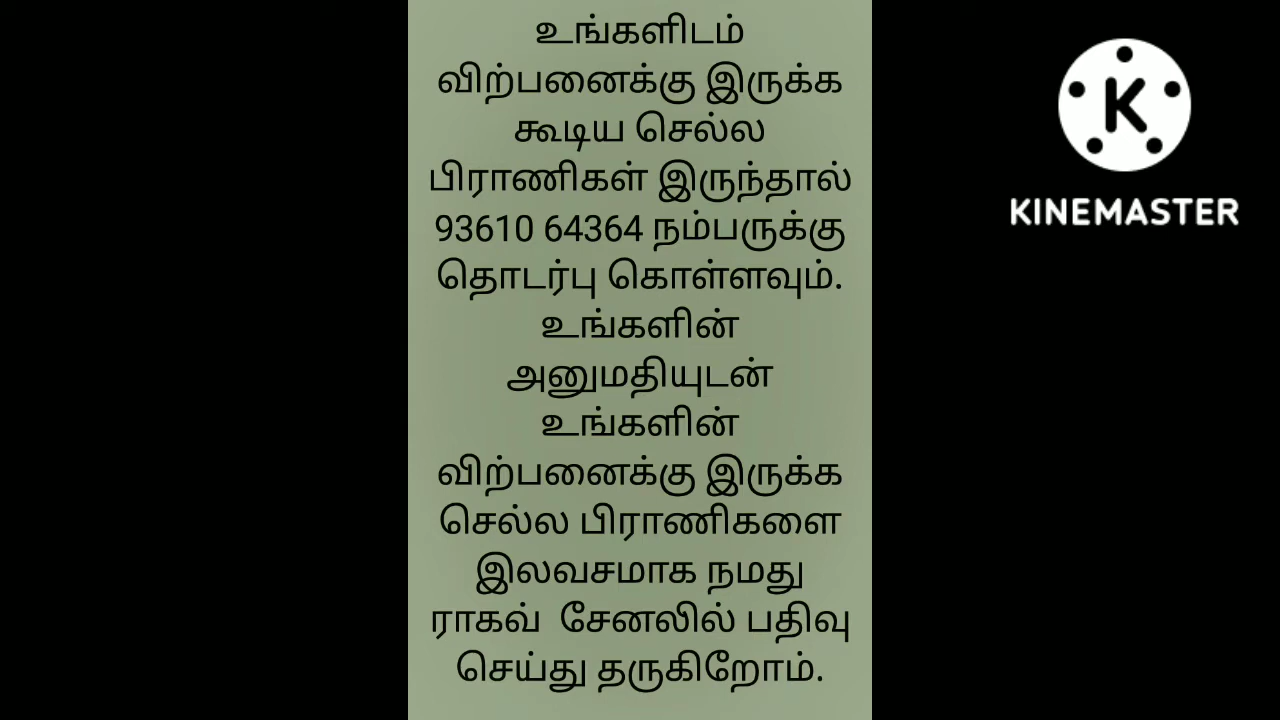 உங்களிடம்
விற்பனைக்கு இருக்க
கூடிய செல்ல
பிராணிகள் இருந்தால்
93610 64364 நம்பருக்கு
தொடர்பு கொள்ளவும்.
உங்களின்
அனுமதியுடன்
உங்களின்
விற்பனைக்கு இருக்க
செல்ல பிராணிகளை
இலவசமாக நமது
ராகவ் சேனலில் பதிவு
செய்து தருகிறோம்.
K
KINEMASTER